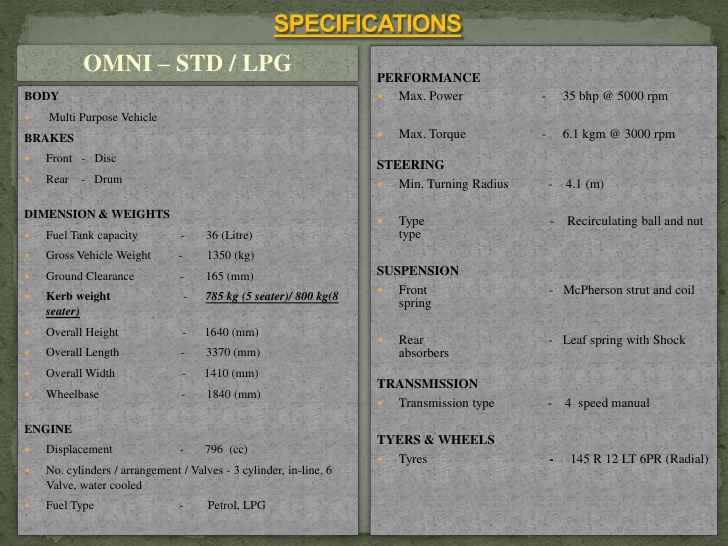 SPECIFICATIONS
OMNI – STD / LPG
BODY
Multi Purpose Vehicle
BRAKES
Front - Disc
Rear - Drum
DIMENSION & WEIGHTS
Fuel Tank capacity - 36 (Litre)
Gross Vehicle Weight - 1350 (kg)
Ground Clearance - 165 (mm)
Kerb weight - 785 kg (5 seater)/ 800 kg(8
seater)
Overall Height - 1640 (mm)
Overall Length - 3370 (mm)
Overall Width - 1410 (mm)
Wheelbase - 1840 (mm)
ENGINE
Displacement - 796 (cc)
No. cylinders / arrangement / Valves - 3 cylinder, in-line, 6
Valve, water cooled
Fuel Type - Petrol, LPG
PERFORMANCE
Max. Power - 35 bhp @ 5000 rpm
Max. Torque - 6.1 kgm @ 3000 rpm
STEERING
Min. Turning Radius - 4.1 (m)
Type - Recirculating ball and nut
type
SUSPENSION
Front - McPherson strut and coil
spring
Rear - Leaf spring with Shock
absorbers
TRANSMISSION
Transmission type - 4 speed manual
TYERS & WHEELS
Tyres - 145 R 12 LT 6PR (Radial)